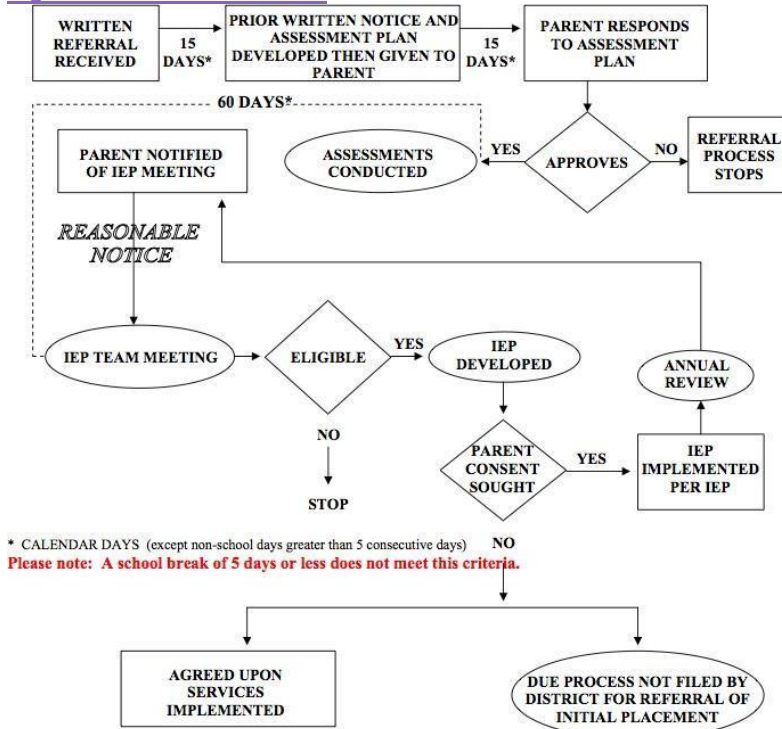 WRITTEN
REFERRAL
RECEIVED
15
DAYS*
PRIOR WRITTEN NOTICE AND
ASSESSMENT PLAN
DEVELOPED THEN GIVEN TO
PARENT
15
DAYS*
PARENT RESPONDS
TO ASSESSMENT
PLAN
60 DAYS*
PARENT NOTIFIED
OF IEP MEETING
ASSESSMENTS
CONDUCTED
YES
APPROVES
NO
REFERRAL
PROCESS
STOPS
REASONABLE
NOTICE
IEP TEAM MEETING
ELIGIBLE
YES
IEP
DEVELOPED
ANNUAL
REVIEW
NO
STOP
PARENT
CONSENT
SOUGHT
YES
IEP
IMPLEMENTED
PER IEP
* CALENDAR DAYS (except non-school days greater than 5 consecutive days)
NO
Please note: A school break of 5 days or less does not meet this criteria.
AGREED UPON
SERVICES
IMPLEMENTED
DUE PROCESS NOT FILED BY
DISTRICT FOR REFERRAL OF
INITIAL PLACEMENT